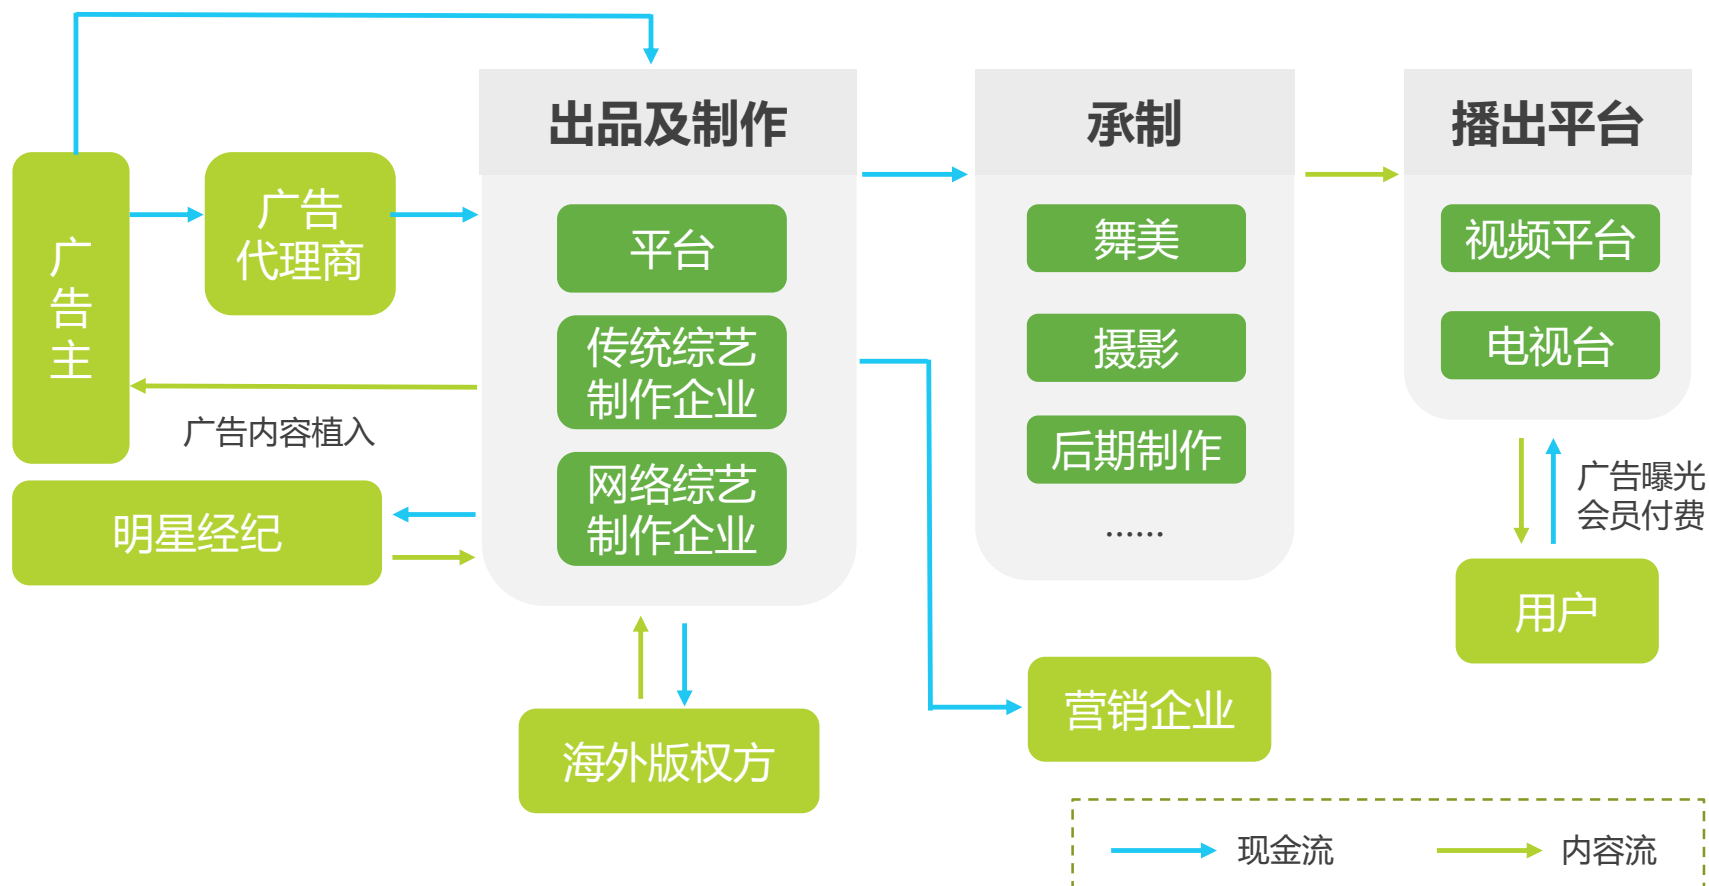 出品及制作
承制
播出平台
广告主
广告
代理商
平台
传统综艺
制作企业
网络综艺
制作企业
舞美
摄影
后期制作
……
视频平台
电视台
广告内容植入
明星经纪
广告曝光
会员付费
用户
海外版权方
营销企业
现金流
内容流